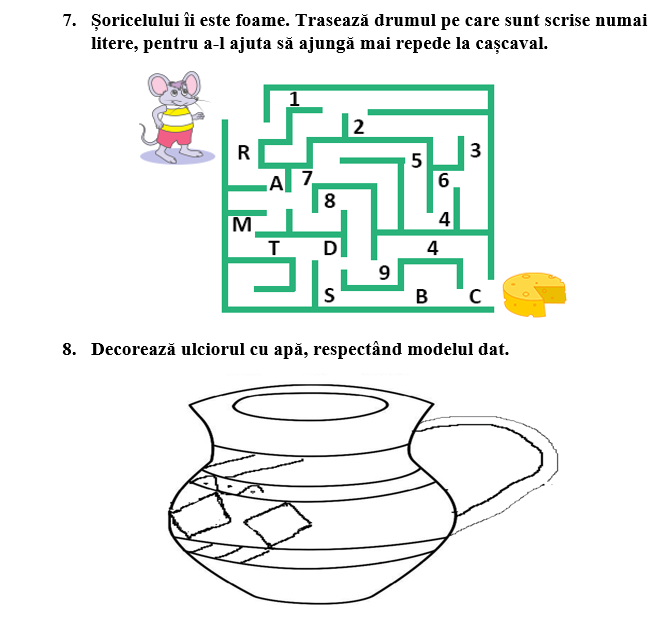 7. Șoricelului îi este foame. Trasează drumul pe care sunt scrise numai
litere, pentru a-l ajuta să ajungă mai repede la cașcaval.
1
2
R
3
5
A
7
6
8
M
4
T
D
4
9
S
B
C
8. Decorează ulciorul cu apă, respectând modelul dat.